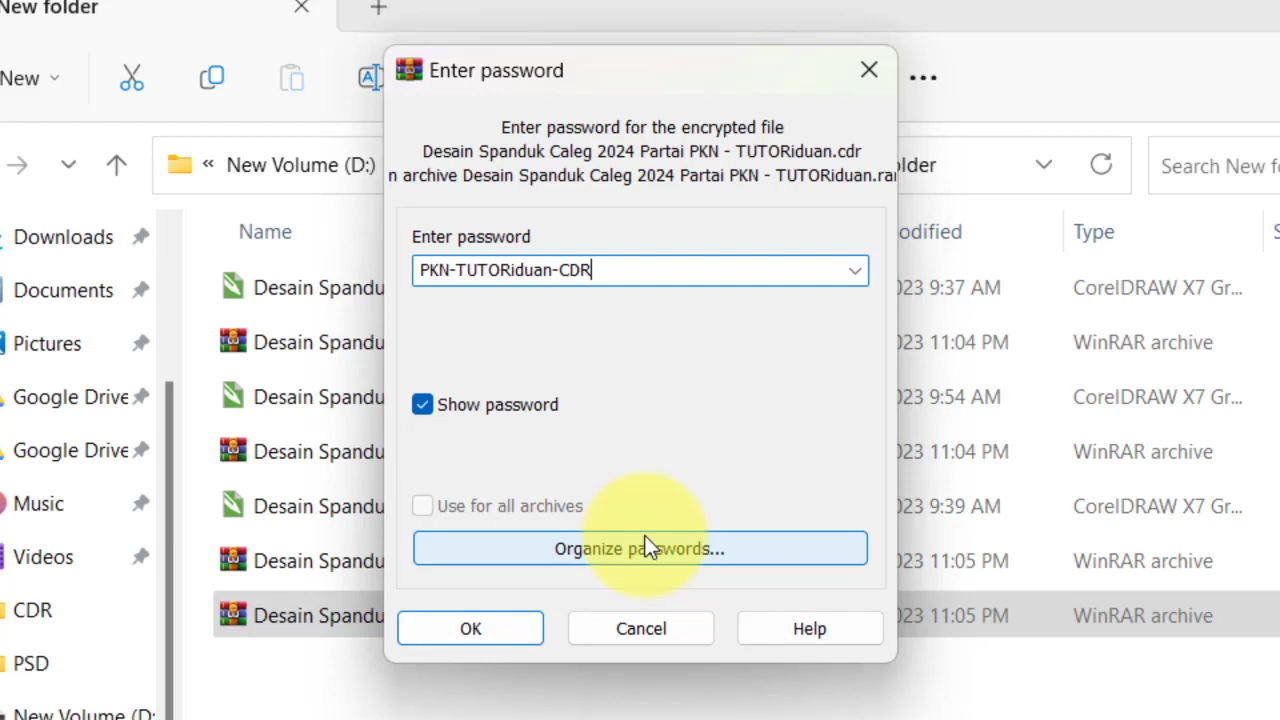 New folder
New
Enter password
Enter password for the encrypted file
Desain Spanduk Caleg 2024 Partai PKN - TUTORiduan.cdr
n archive Desain Spanduk Caleg 2024 Partai PKN - TUTORiduan.rar
« New Volume (D:)
older
Search New fo
Downloads
Documents
Pictures
Google Drive
Google Drive
Music
Videos
CDR
PSD
New Volume (D:
Name
odified
Type
S
Desain Spandu
023 9:37 AM
CorelDRAW X7 Gr...
Desain Spandu
023 11:04 PM
WinRAR archive
Desain Spandu
023 9:54 AM
CorelDRAW X7 Gr...
Desain Spandu
023 11:04 PM
WinRAR archive
Desain Spandu
023 9:39 AM
CorelDRAW X7 Gr...
Desain Spandu
023 11:05 PM
WinRAR archive
Desain Spandu
023 11:05 PM
WinRAR archive
Enter password
PKN-TUTORiduan-CDR
Show password
Use for all archives
Organize passwords...
OK
Cancel
Help